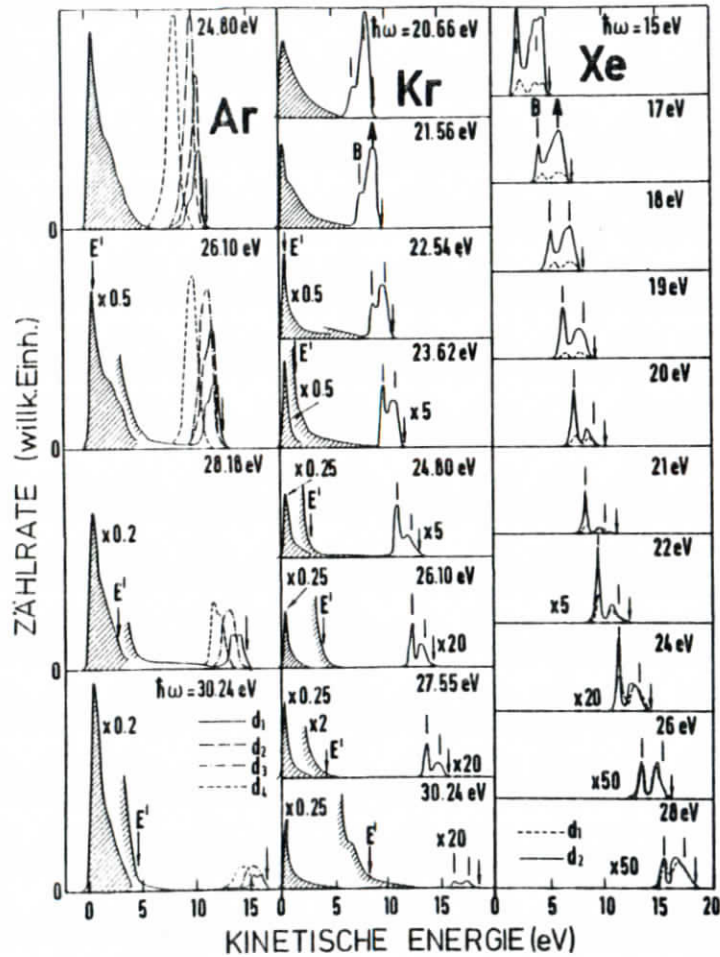 24.80 eV
Ar
0
E'
26.10 eV
x 0.5
0
28.18 eV
x 0.2
E'
0
ħω = 30.24 eV
x 0.2
E'
d₁
d₂
d₃
d₄
0
ħω = 20.66 eV
Kr
21.56 eV
B
E'
22.54 eV
x 0.5
23.62 eV
E'
x 0.5
x 5
24.80 eV
x 0.25
E'
x 5
26.10 eV
x 0.25
E'
x 20
27.55 eV
x 0.25
x 2
E'
x 20
30.24 eV
x 0.25
E'
x 20
ħω = 15 eV
Xe
17 eV
B
18 eV
19 eV
20 eV
21 eV
22 eV
x 5
24 eV
x 20
26 eV
x 50
28 eV
d₁
d₂
x 50
0 5 10 0 5 10 15 0 5 10 15 20
ZÄHLRATE (willk. Einh.)
KINETISCHE ENERGIE (eV)